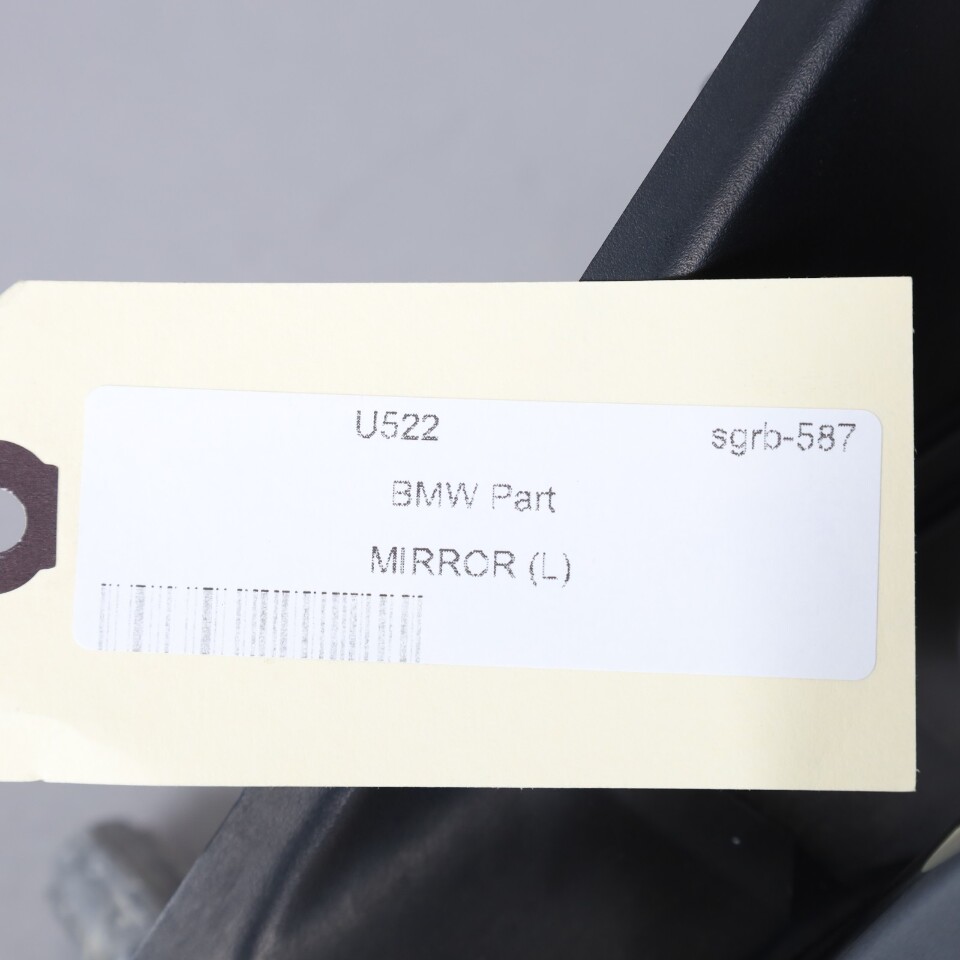 U522 sgrb-587
BMW Part
MIRROR (L)